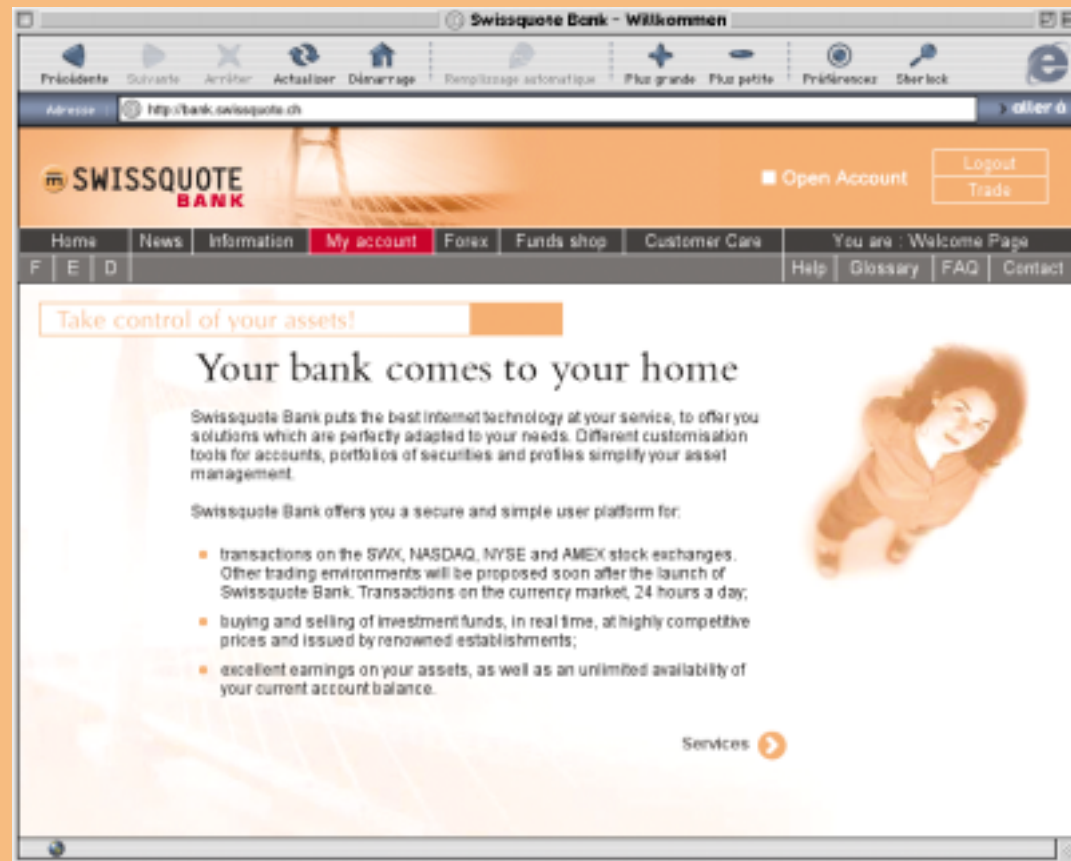 Swissquote Bank - Willkommen
Précédente Suivante Arrêter Actualiser Démarrage Remplissage automatique Plus grande Plus petite Préférences Sherlock
Adresse : http://bank.swissquote.ch aller à
SWISSQUOTE
BANK
Open Account
Logout
Trade
Home News Information My account Forex Funds shop Customer Care You are : Welcome Page
F E D Help Glossary FAQ Contact
Take control of your assets!
Your bank comes to your home
Swissquote Bank puts the best Internet technology at your service, to offer you
solutions which are perfectly adapted to your needs. Different customisation
tools for accounts, portfolios of securities and profiles simplify your asset
management.
Swissquote Bank offers you a secure and simple user platform for:
transactions on the SWX, NASDAQ, NYSE and AMEX stock exchanges.
Other trading environments will be proposed soon after the launch of
Swissquote Bank. Transactions on the currency market, 24 hours a day;
buying and selling of investment funds, in real time, at highly competitive
prices and issued by renowned establishments;
excellent earnings on your assets, as well as an unlimited availability of
your current account balance.
Services